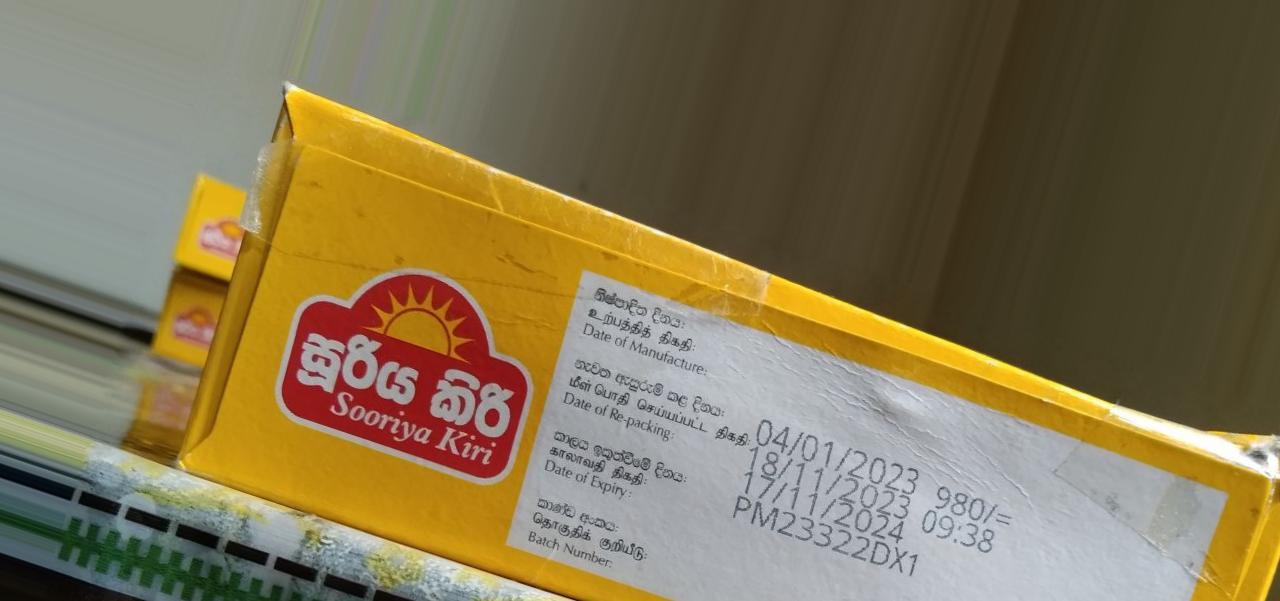 සූරිය කිරි
Sooriya Kiri
නිෂ්පාදිත දිනය:
உற்பத்தித் திகதி:
Date of Manufacture:
නැවත ඇසුරුම් කළ දිනය:
மீள் பொதி செய்யப்பட்ட திகதி:
Date of Re-packing:
කාලය ඉකුත්වීමේ දිනය:
காலாவதி திகதி:
Date of Expiry:
කාණ්ඩ අංකය:
தொகுதிக் குறியீடு:
Batch Number:
04/01/2023 980/=
18/11/2023 09:38
17/11/2024
PM23322DX1